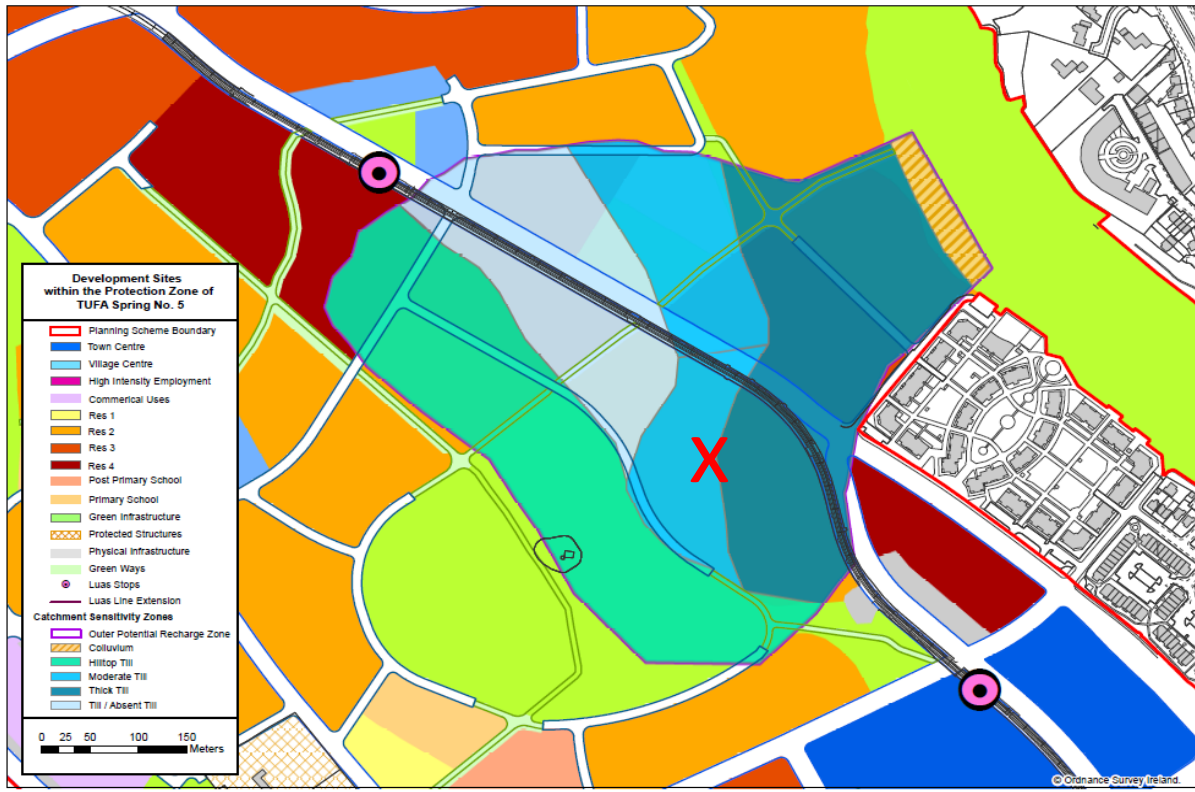 Development Sites
within the Protection Zone of
TUFA Spring No. 5
Planning Scheme Boundary
Town Centre
Village Centre
High Intensity Employment
Commerical Uses
Res 1
Res 2
Res 3
Res 4
Post Primary School
Primary School
Green Infrastructure
Protected Structures
Physical Infrastructure
Green Ways
Luas Stops
Luas Line Extension
Catchment Sensitivity Zones
Outer Potential Recharge Zone
Colluvium
Hilltop Till
Moderate Till
Thick Till
Till / Absent Till
0 25 50 100 150
Meters
X
© Ordnance Survey Ireland.